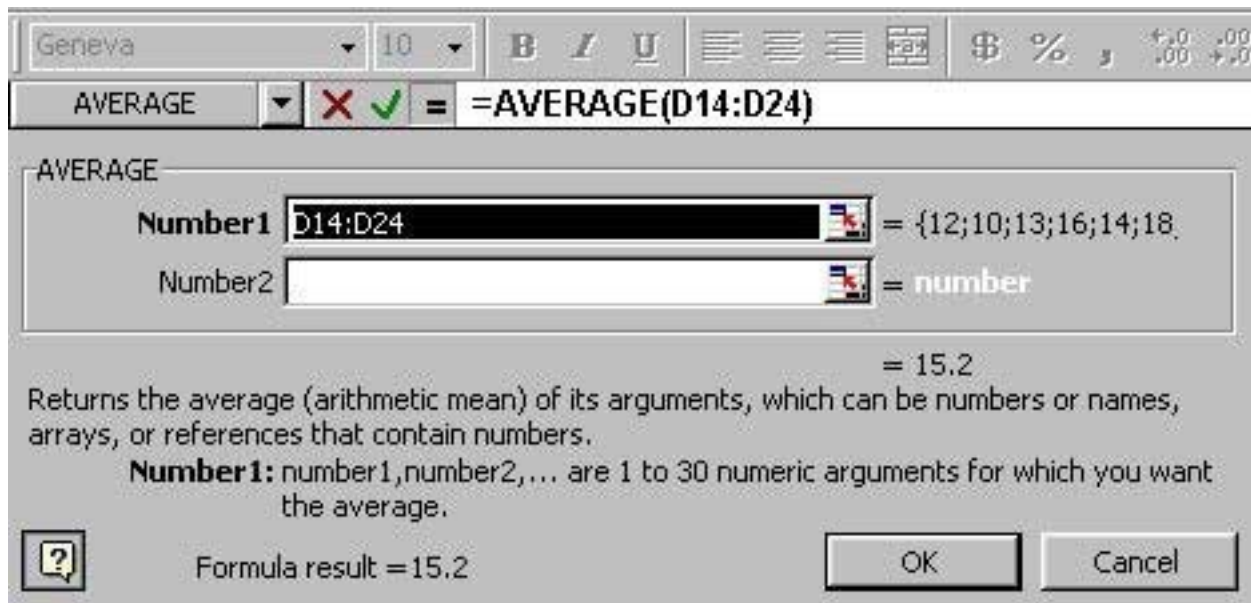 Geneva 10 B I U $ % , .00 .00
AVERAGE = =AVERAGE(D14:D24)
AVERAGE
Number1 D14:D24 = {12;10;13;16;14;18
Number2 = number
= 15.2
Returns the average (arithmetic mean) of its arguments, which can be numbers or names,
arrays, or references that contain numbers.
Number1: number1,number2,... are 1 to 30 numeric arguments for which you want
the average.
? Formula result =15.2 OK Cancel